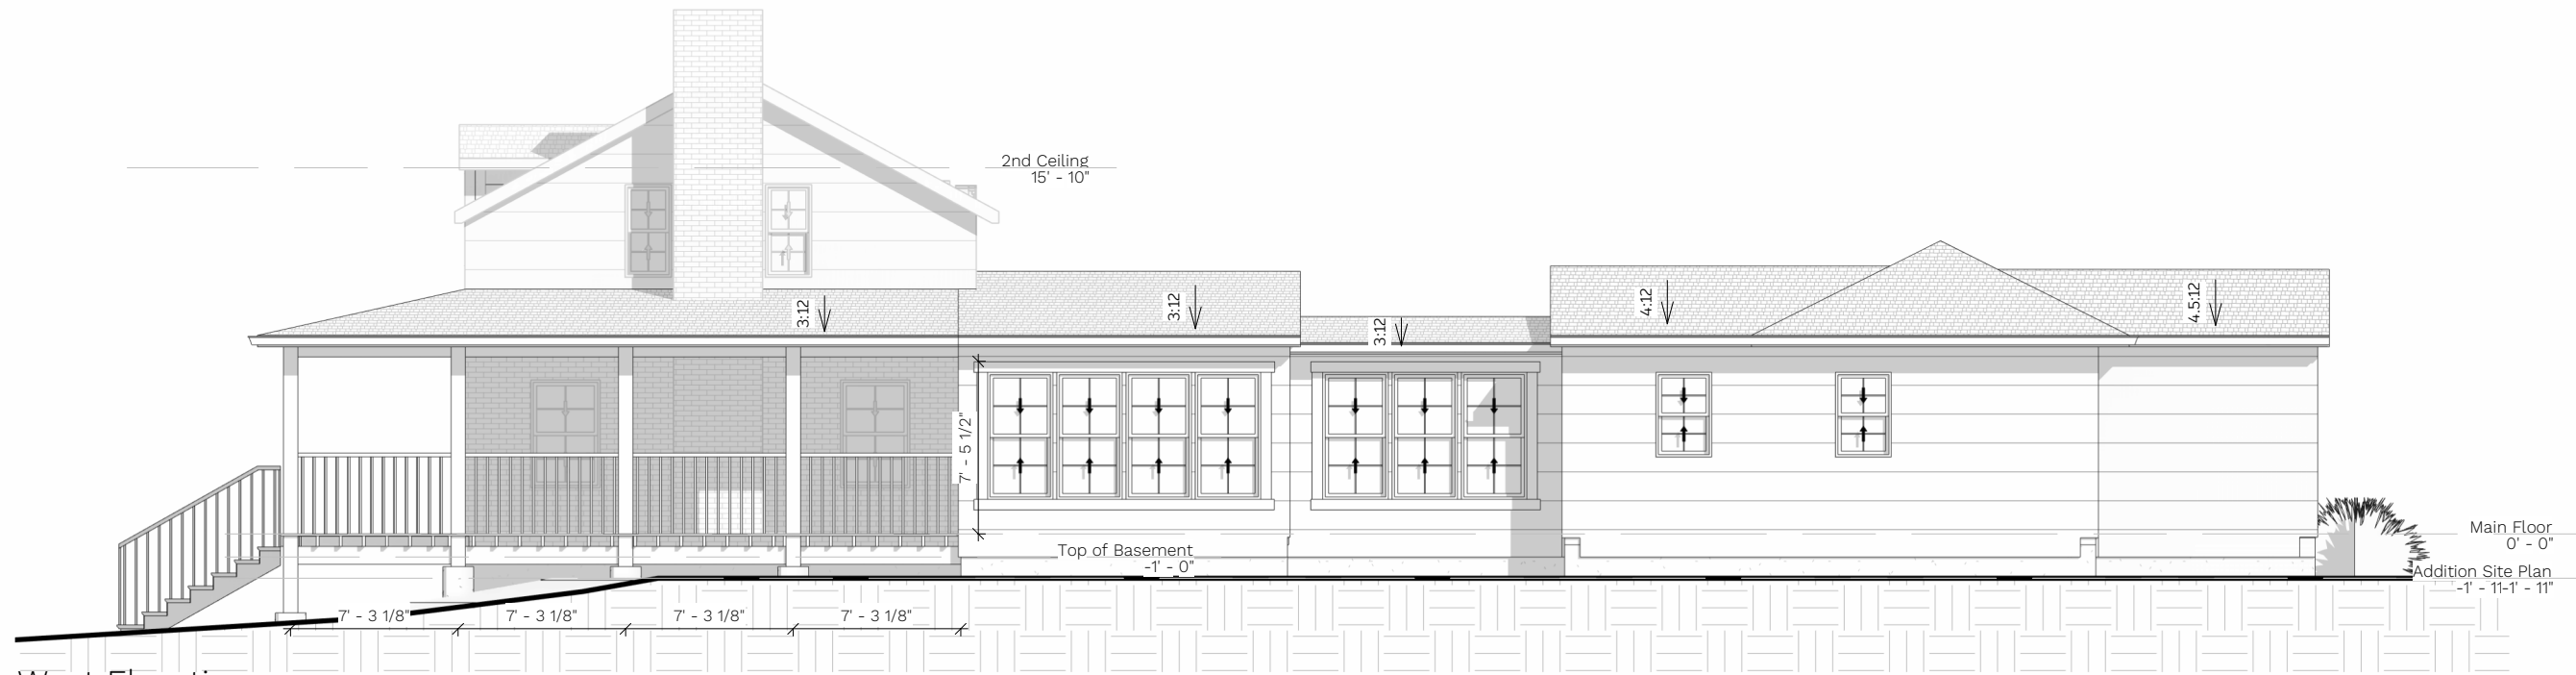 2nd Ceiling
15' - 10"
3:12
3:12
3:12
4:12
4.5:12
7' - 5 1/2"
Main Floor
0' - 0"
Top of Basement
-1' - 0"
Addition Site Plan
-1' - 11-1' - 11"
7' - 3 1/8"
7' - 3 1/8"
7' - 3 1/8"
7' - 3 1/8"